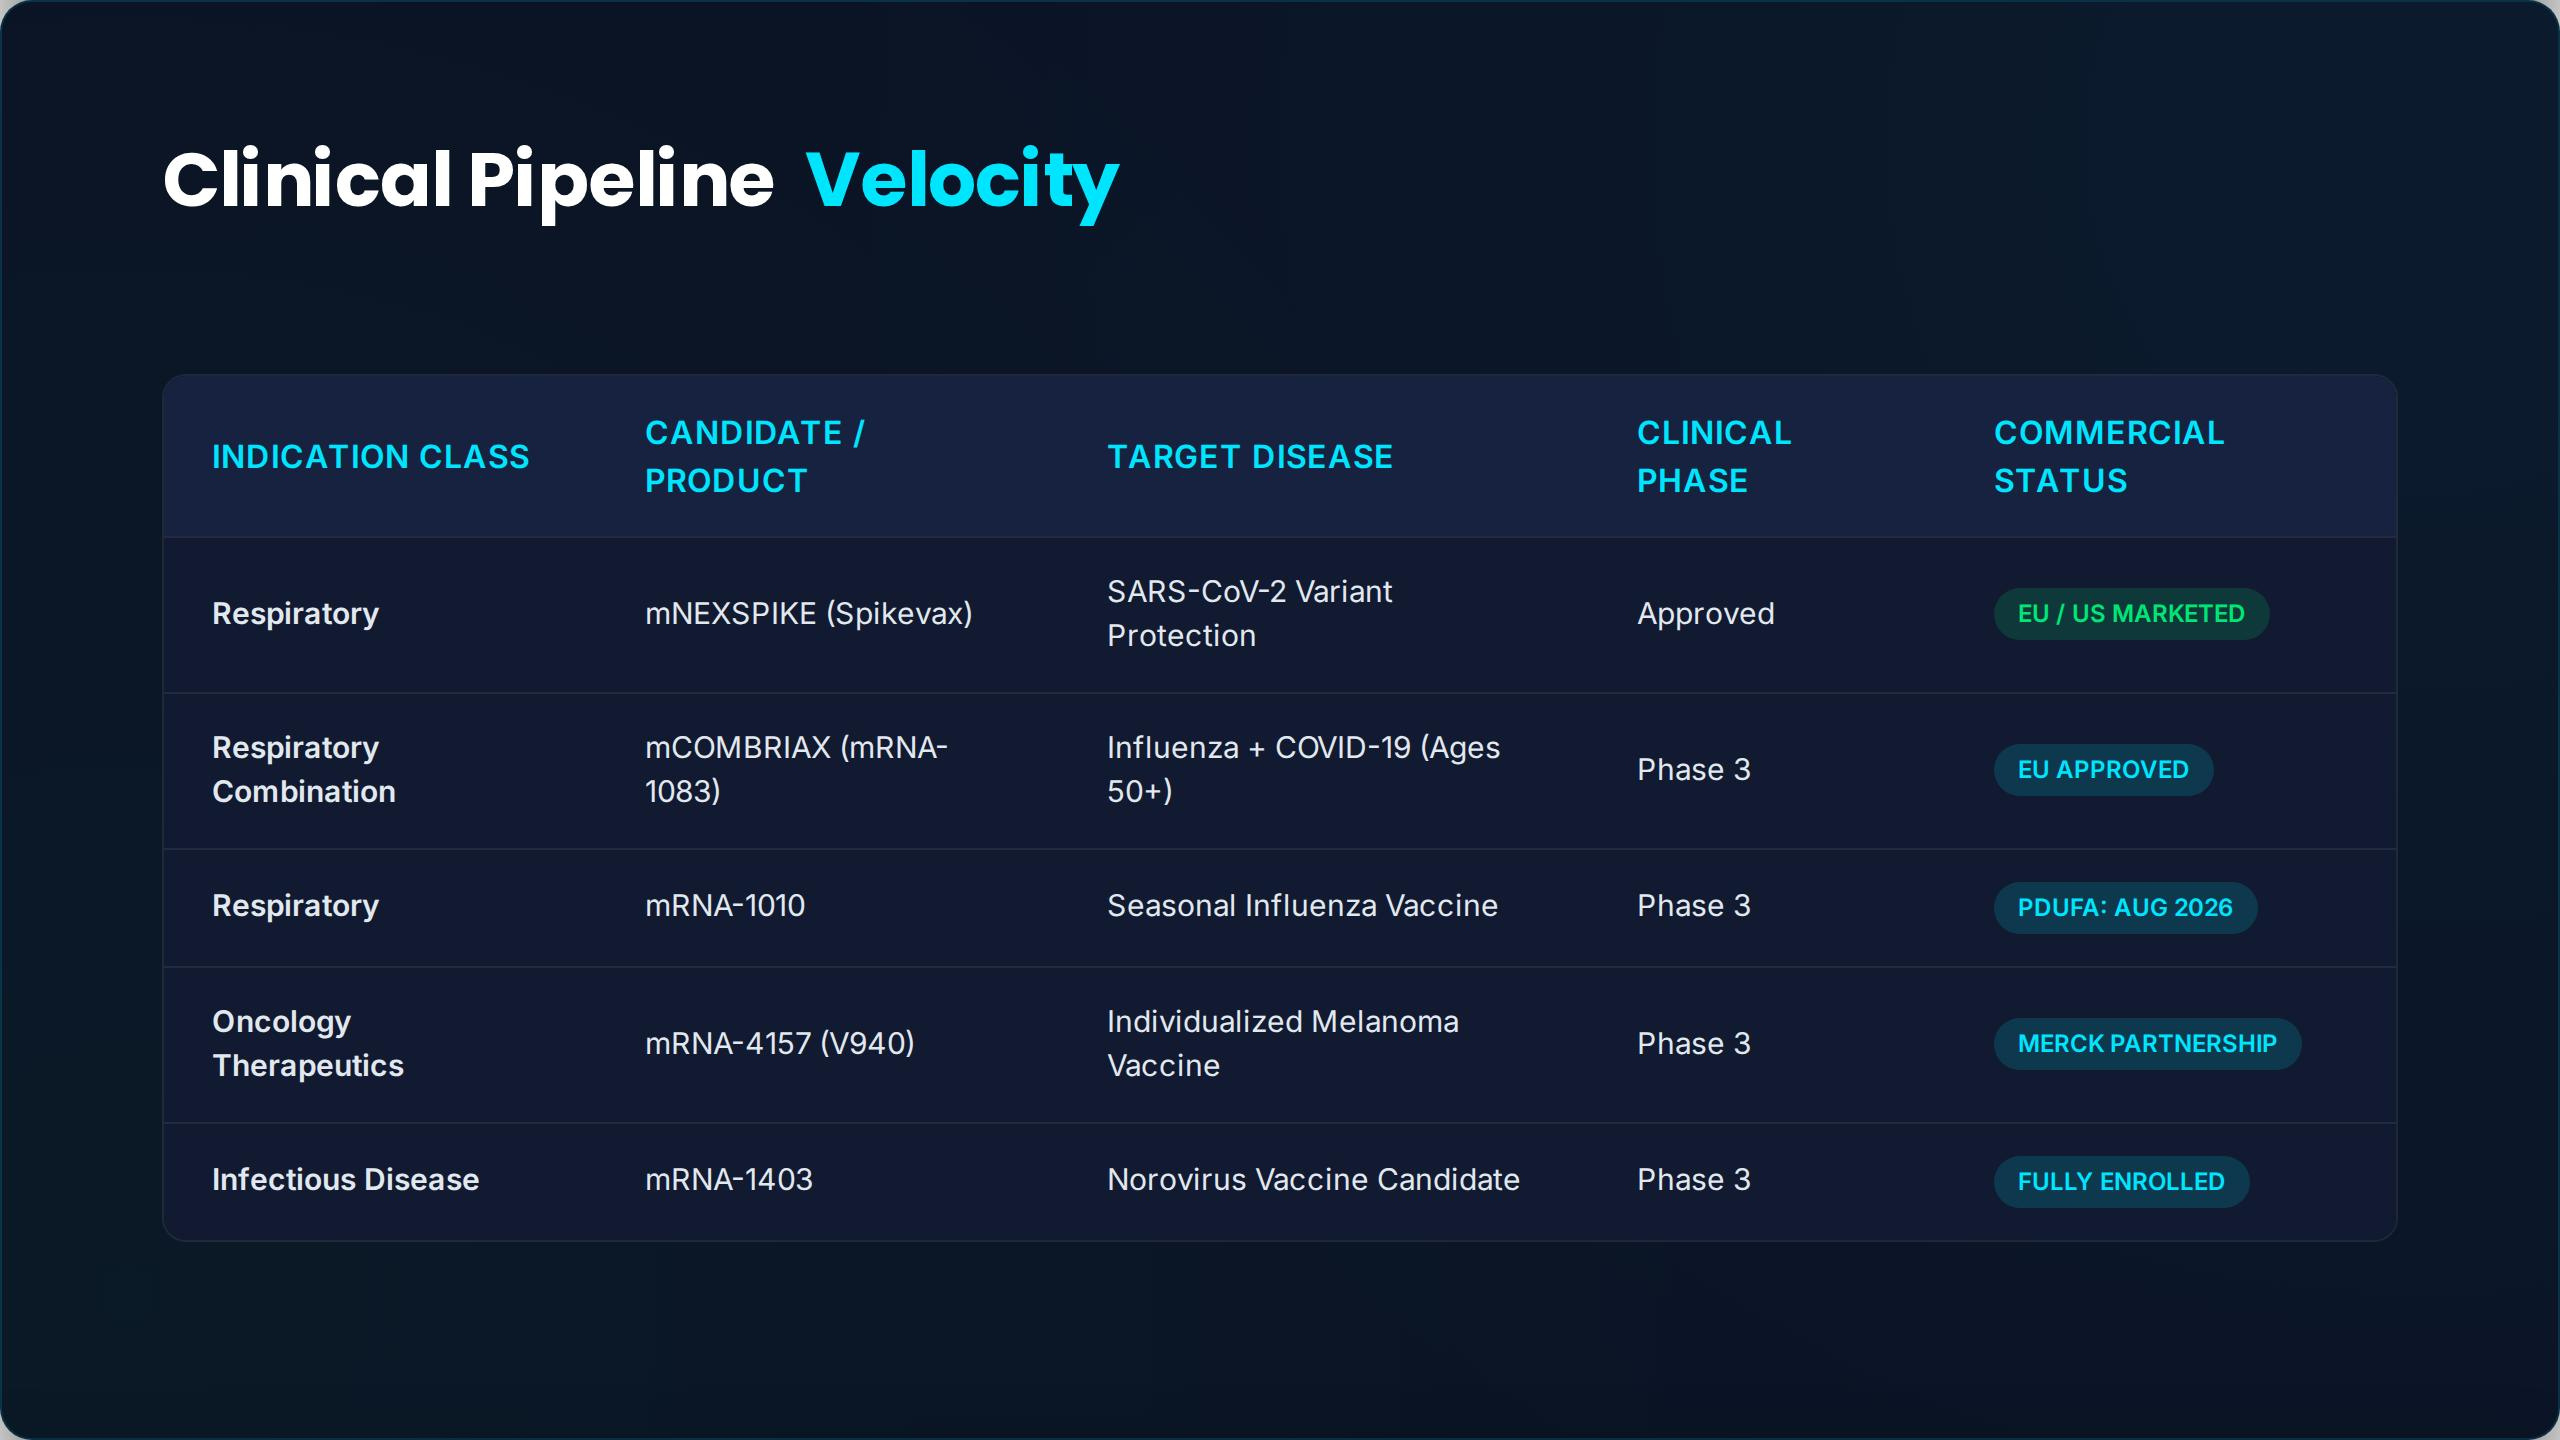 Clinical Pipeline Velocity
INDICATION CLASS
CANDIDATE /
PRODUCT
TARGET DISEASE
CLINICAL
PHASE
COMMERCIAL
STATUS
Respiratory
mNEXSPIKE (Spikevax)
SARS-CoV-2 Variant
Protection
Approved
EU / US MARKETED
Respiratory
Combination
mCOMBRIAX (mRNA-
1083)
Influenza + COVID-19 (Ages
50+)
Phase 3
EU APPROVED
Respiratory
mRNA-1010
Seasonal Influenza Vaccine
Phase 3
PDUFA: AUG 2026
Oncology
Therapeutics
mRNA-4157 (V940)
Individualized Melanoma
Vaccine
Phase 3
MERCK PARTNERSHIP
Infectious Disease
mRNA-1403
Norovirus Vaccine Candidate
Phase 3
FULLY ENROLLED